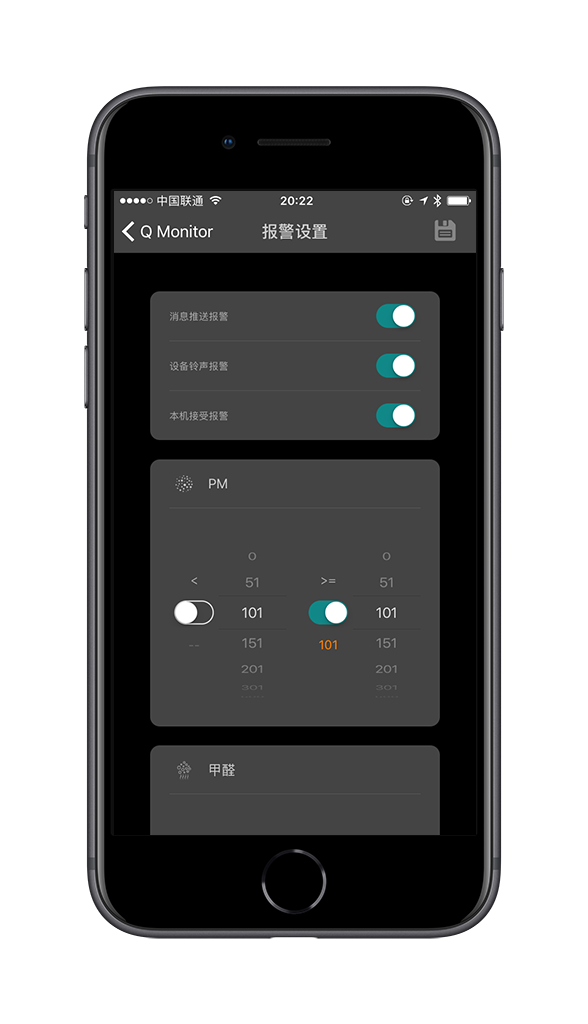 中国联通 20:22
Q Monitor 报警设置
消息推送报警
设备铃声报警
本机接受报警
PM
0 0
< 51 >= 51
101 101
-- 151 101 151
201 201
301 301
甲醛